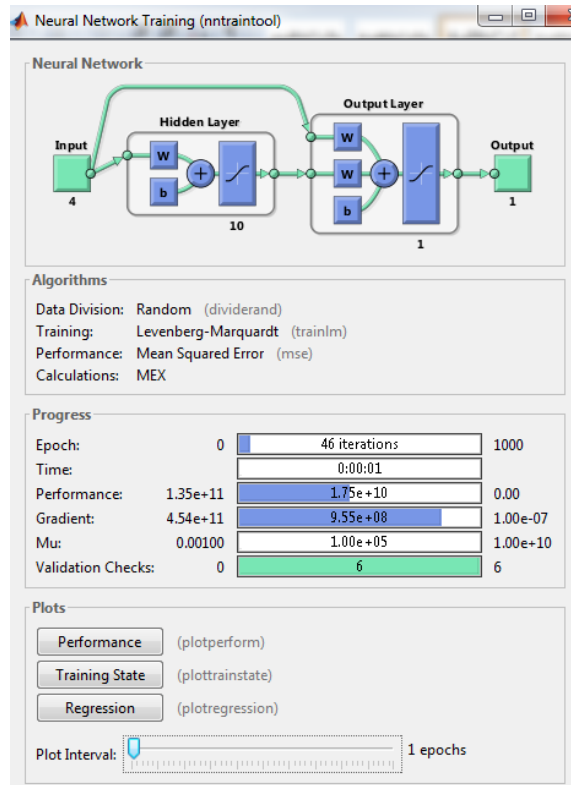 Neural Network Training (nntraintool)
Neural Network
Hidden Layer
Output Layer
Input
Output
W
W
W
b
b
4
10
1
1
Algorithms
Data Division: Random (dividerand)
Training: Levenberg-Marquardt (trainlm)
Performance: Mean Squared Error (mse)
Calculations: MEX
Progress
Epoch: 0 46 iterations 1000
Time: 0:00:01
Performance: 1.35e+11 1.75e+10 0.00
Gradient: 4.54e+11 9.55e+08 1.00e-07
Mu: 0.00100 1.00e+05 1.00e+10
Validation Checks: 0 6 6
Plots
Performance (plotperform)
Training State (plottrainstate)
Regression (plotregression)
Plot Interval: 1 epochs